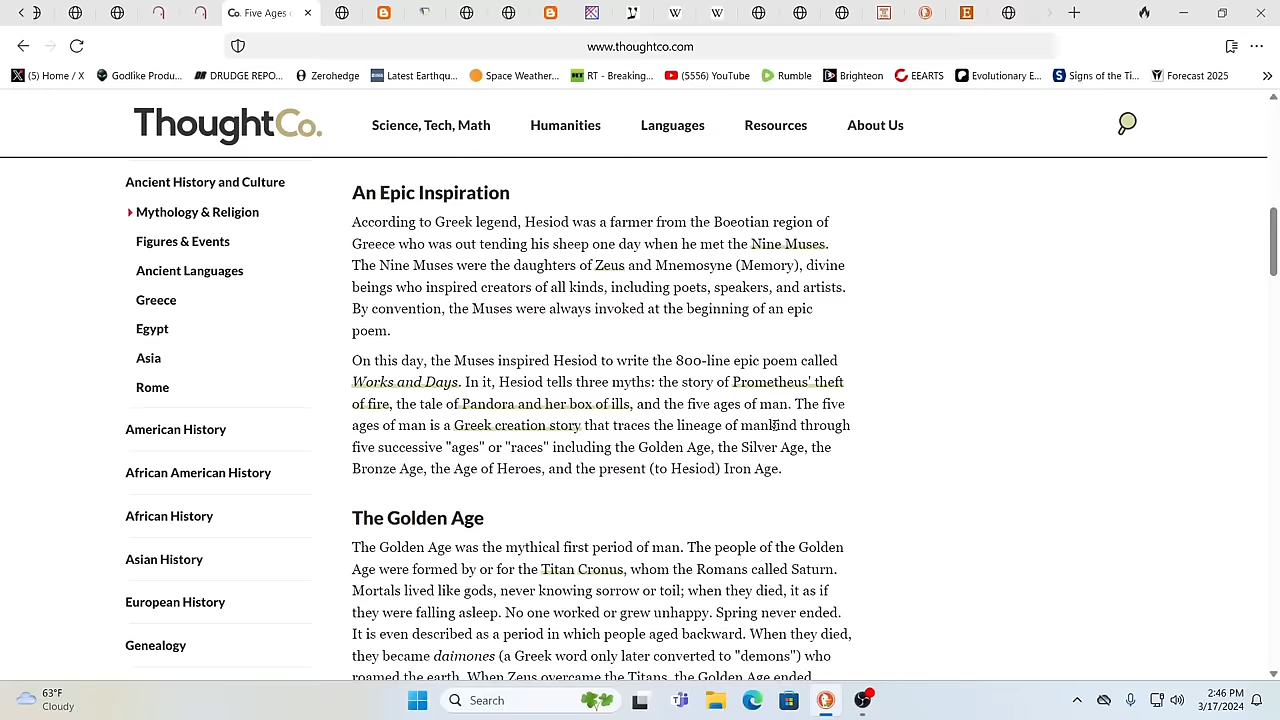 Co. Five Ages
www.thoughtco.com
(5) Home / X
Godlike Produ...
DRUDGE REPO...
Zerohedge
Latest Earthqu...
Space Weather...
RT - Breaking...
(5556) YouTube
Rumble
Brighteon
EEARTS
Evolutionary E...
Signs of the Ti...
Forecast 2025
ThoughtCo.
Science, Tech, Math
Humanities
Languages
Resources
About Us
Ancient History and Culture
Mythology & Religion
Figures & Events
Ancient Languages
Greece
Egypt
Asia
Rome
American History
African American History
African History
Asian History
European History
Genealogy
An Epic Inspiration
According to Greek legend, Hesiod was a farmer from the Boeotian region of
Greece who was out tending his sheep one day when he met the Nine Muses.
The Nine Muses were the daughters of Zeus and Mnemosyne (Memory), divine
beings who inspired creators of all kinds, including poets, speakers, and artists.
By convention, the Muses were always invoked at the beginning of an epic
poem.
On this day, the Muses inspired Hesiod to write the 800-line epic poem called
Works and Days. In it, Hesiod tells three myths: the story of Prometheus' theft
of fire, the tale of Pandora and her box of ills, and the five ages of man. The five
ages of man is a Greek creation story that traces the lineage of mankind through
five successive "ages" or "races" including the Golden Age, the Silver Age, the
Bronze Age, the Age of Heroes, and the present (to Hesiod) Iron Age.
The Golden Age
The Golden Age was the mythical first period of man. The people of the Golden
Age were formed by or for the Titan Cronus, whom the Romans called Saturn.
Mortals lived like gods, never knowing sorrow or toil; when they died, it as if
they were falling asleep. No one worked or grew unhappy. Spring never ended.
It is even described as a period in which people aged backward. When they died,
they became daimones (a Greek word only later converted to "demons") who
roamed the earth. When Zeus overcame the Titans, the Golden Age ended
63°F
Cloudy
Search
2:46 PM
3/17/2024